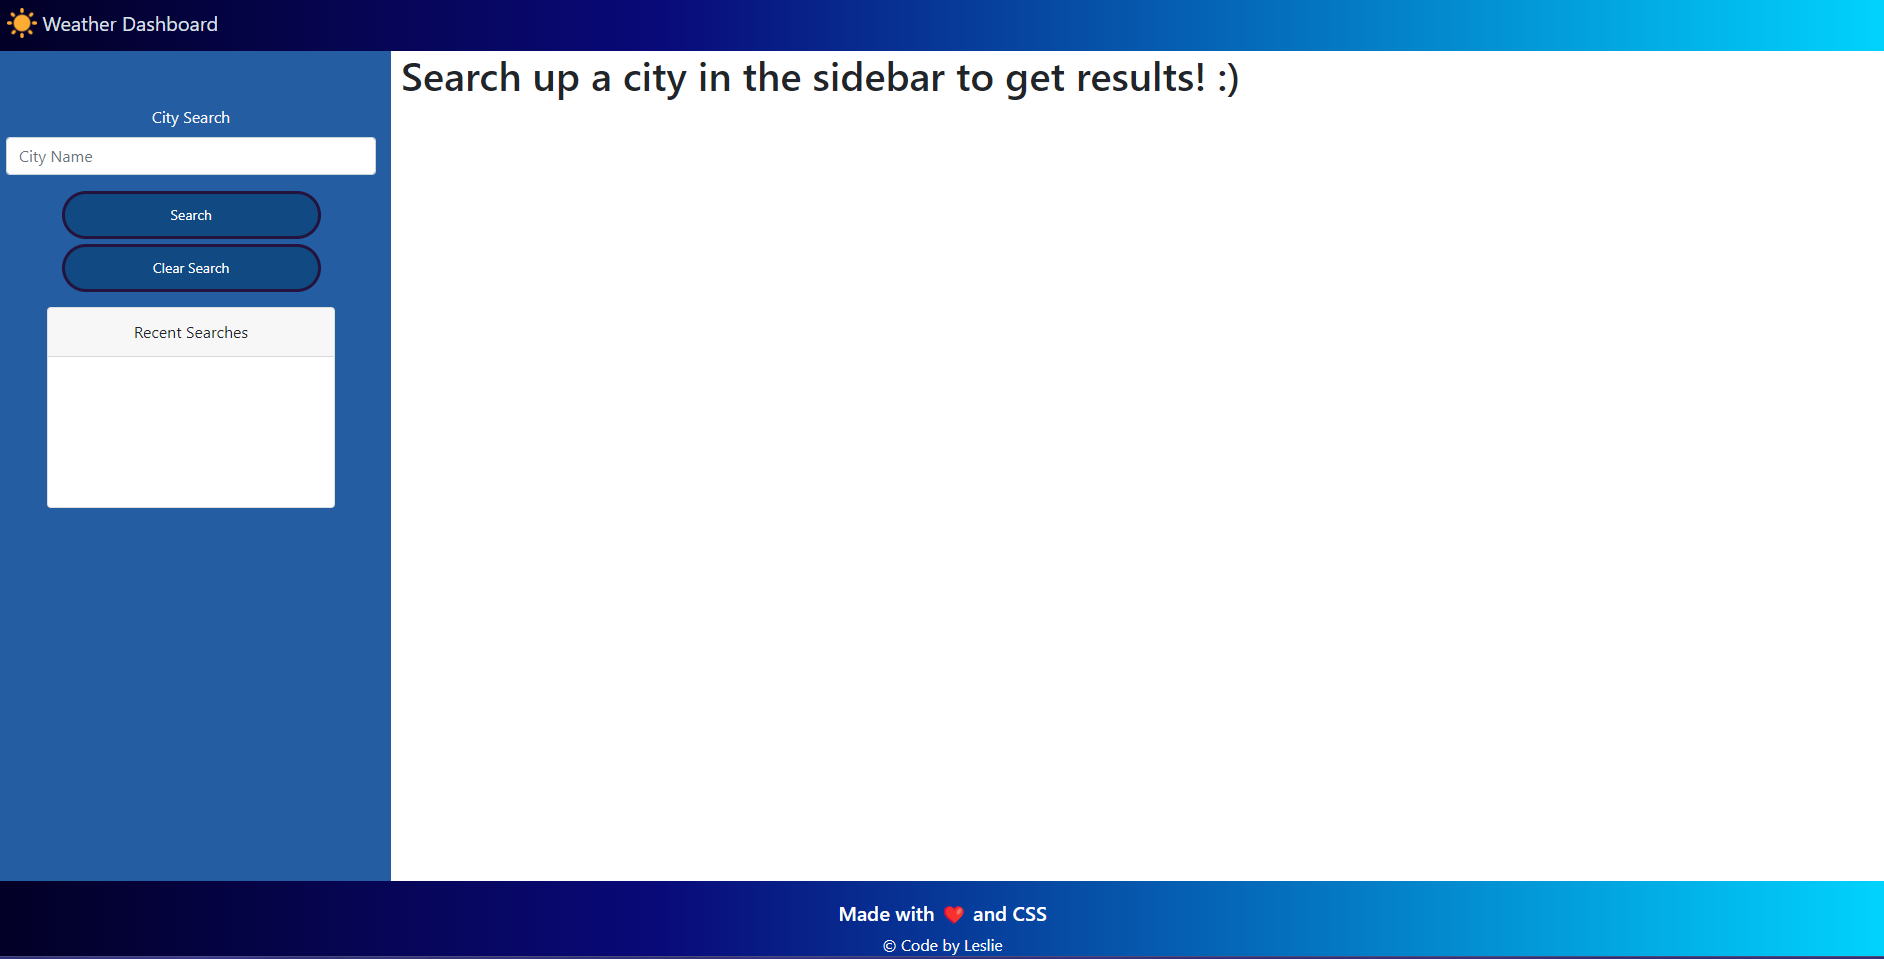 Weather Dashboard
Search up a city in the sidebar to get results! :)
City Search
City Name
Search
Clear Search
Recent Searches
Made with ❤️ and CSS
© Code by Leslie